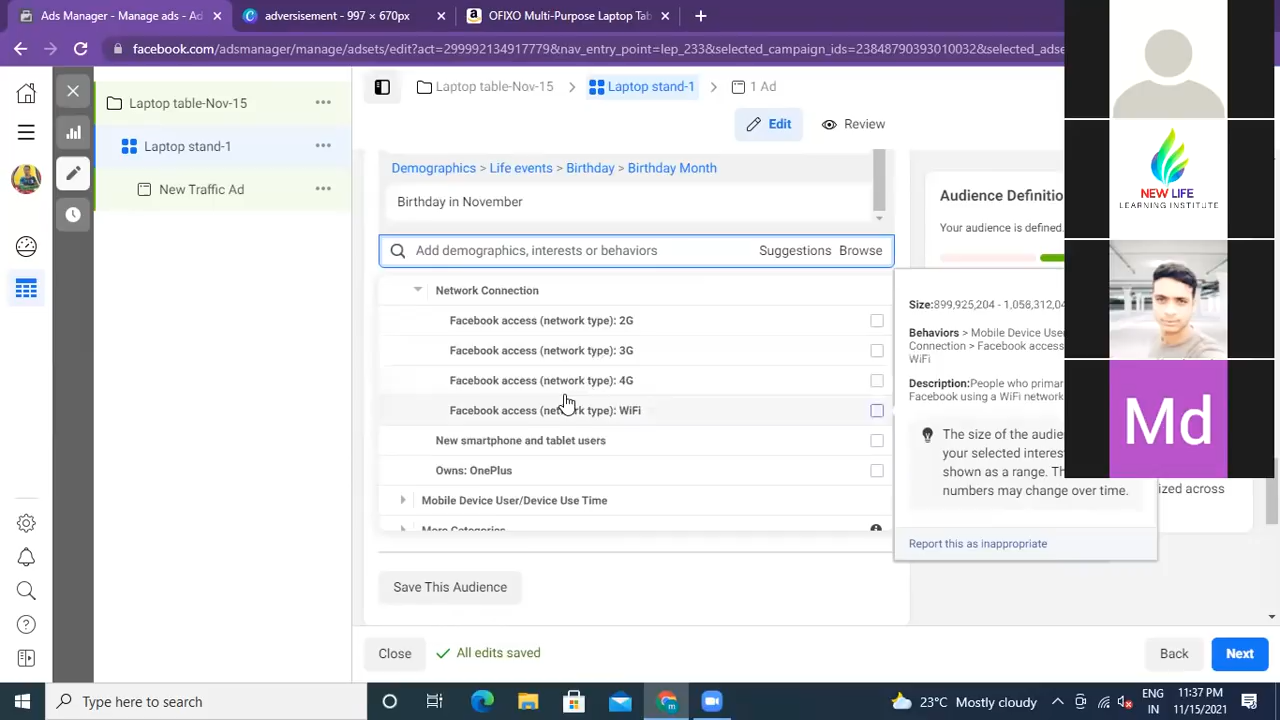 Ads Manager - Manage ads - Ad se
advertisement - 997 × 670px
OFIXO Multi-Purpose Laptop Tab
facebook.com/adsmanager/manage/adsets/edit?act=299992134917779&nav_entry_point=lep_233&selected_campaign_ids=23848790393010032&selected_adse
Laptop table-Nov-15
Laptop stand-1
New Traffic Ad
Laptop table-Nov-15
Laptop stand-1
1 Ad
Edit
Review
Demographics > Life events > Birthday > Birthday Month
Birthday in November
Add demographics, interests or behaviors
Suggestions
Browse
Network Connection
Facebook access (network type): 2G
Facebook access (network type): 3G
Facebook access (network type): 4G
Facebook access (network type): WiFi
New smartphone and tablet users
Owns: OnePlus
Mobile Device User/Device Use Time
More Categories
Save This Audience
Audience Definitio
Your audience is defined.
Size:899,925,204 - 1,058,312,04
Behaviors > Mobile Device User
Connection > Facebook access
WiFi
Description:People who primar
Facebook using a WiFi network
The size of the audie
your selected interes
shown as a range. Th
numbers may change over time.
Report this as inappropriate
ized across
NEW LIFE
LEARNING INSTITUTE
Md
Close
All edits saved
Back
Next
Type here to search
23°C Mostly cloudy
ENG
IN
11:37 PM
11/15/2021